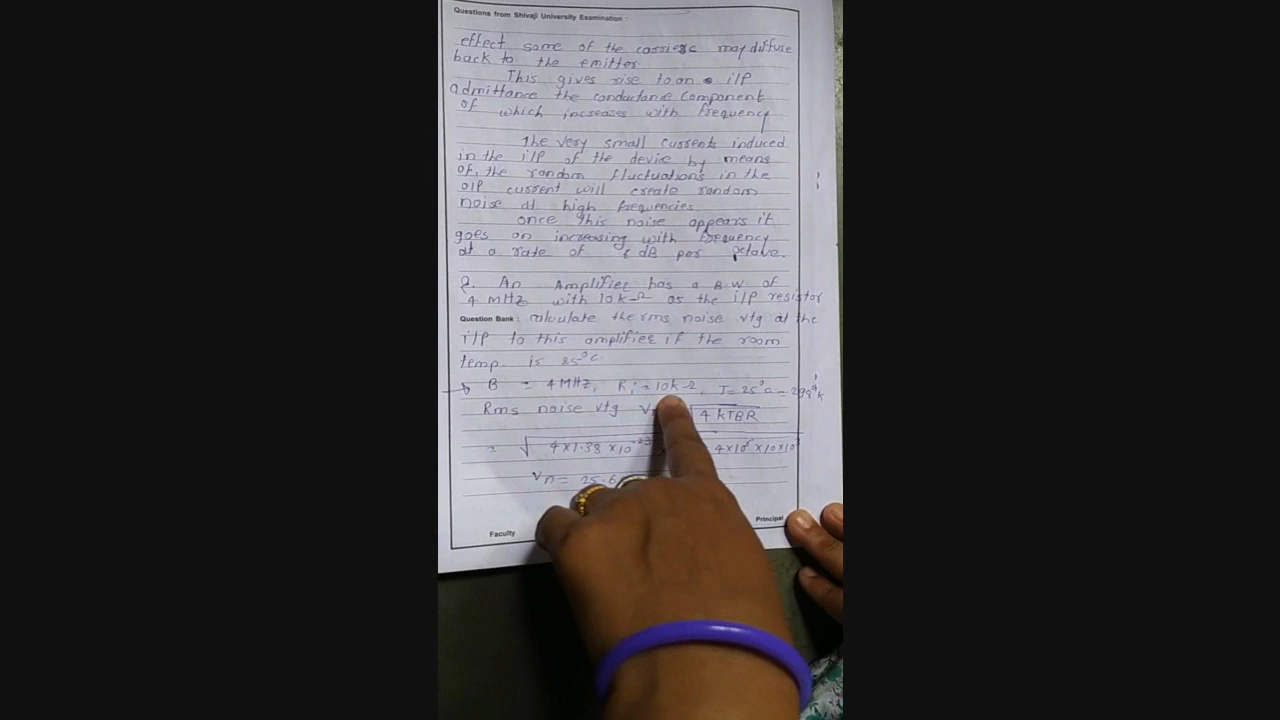 Questions from Shivaji University Examination :
effect some of the carriers may diffuse
back to the emitter.
This gives rise to an i/p
admittance the conductance component
of which increases with frequency
The very small currents induced
in the i/p of the device by means
of the random fluctuations in the
o/p current will create random
noise at high frequencies.
once this noise appears it
goes on increasing with frequency
at a rate of 6 dB per octave.
Q. An Amplifier has a B.W. of
4 MHz with 10k Ω as the i/p resistor
Question Bank : calculate the rms noise vtg at the
i/p to this amplifier if the room
temp. is 25°C
→ B = 4 MHz, Ri = 10k Ω, T = 25°C = 298°K
Rms noise vtg V √4 KTBR
= √4×1.38×10⁻²³ 4×10⁶×10×10³
Vn = 25.6
Faculty
Principal